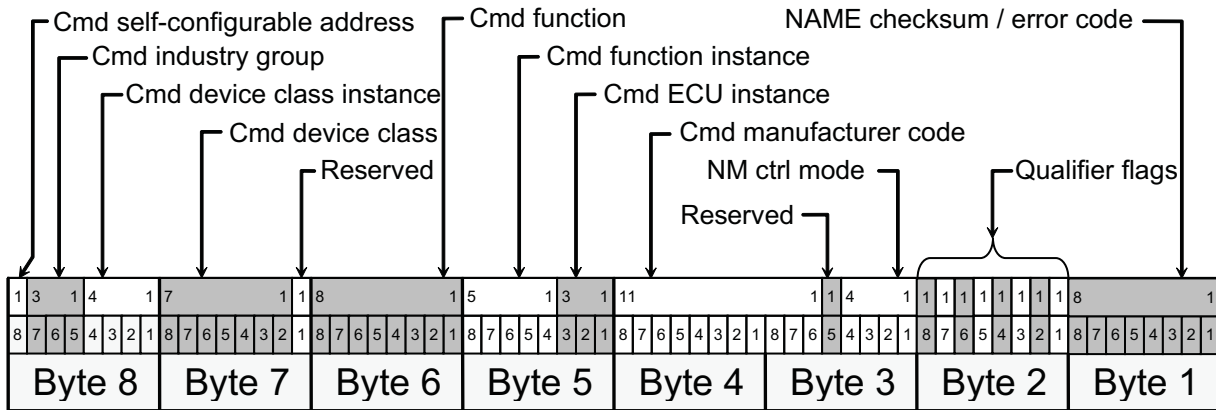 Cmd self-configurable address
Cmd function
NAME checksum / error code
Cmd industry group
Cmd function instance
Cmd device class instance
Cmd ECU instance
Cmd device class
Cmd manufacturer code
Reserved
NM ctrl mode
Qualifier flags
Reserved
1 3 1 4 1 7 1 1 8 1 5 1 3 1 11 1 1 4 1 1 1 1 1 1 1 1 1 8 1
8 7 6 5 4 3 2 1 8 7 6 5 4 3 2 1 8 7 6 5 4 3 2 1 8 7 6 5 4 3 2 1 8 7 6 5 4 3 2 1 8 7 6 5 4 3 2 1 8 7 6 5 4 3 2 1 8 7 6 5 4 3 2 1
Byte 8 Byte 7 Byte 6 Byte 5 Byte 4 Byte 3 Byte 2 Byte 1